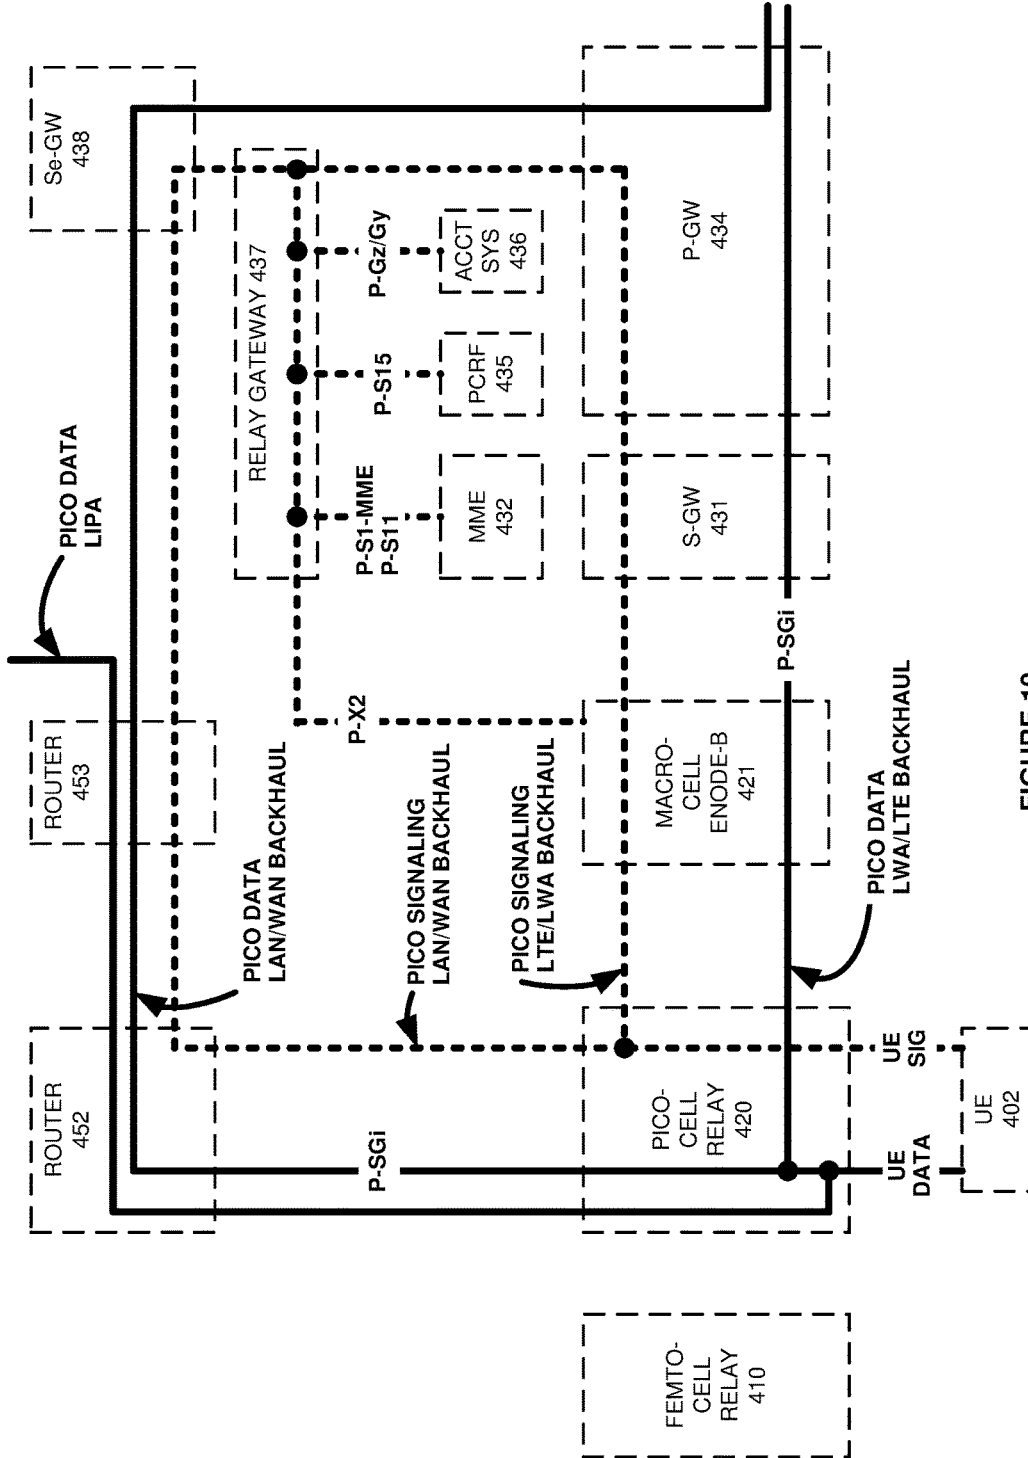 ROUTER
452
ROUTER
453
Se-GW
438
PICO DATA
LIPA
PICO DATA
LAN/WAN BACKHAUL
RELAY GATEWAY 437
P-SGi
PICO SIGNALING
LAN/WAN BACKHAUL
P-X2
P-S1-MME
P-S11
P-S15
P-Gz/Gy
PICO SIGNALING
LTE/LWA BACKHAUL
MME
432
PCRF
435
ACCT
SYS
436
FEMTO-
CELL
RELAY
410
PICO-
CELL
RELAY
420
MACRO-
CELL
ENODE-B
421
S-GW
431
P-GW
434
P-SGi
UE
DATA
UE
SIG
PICO DATA
LWA/LTE BACKHAUL
UE
402